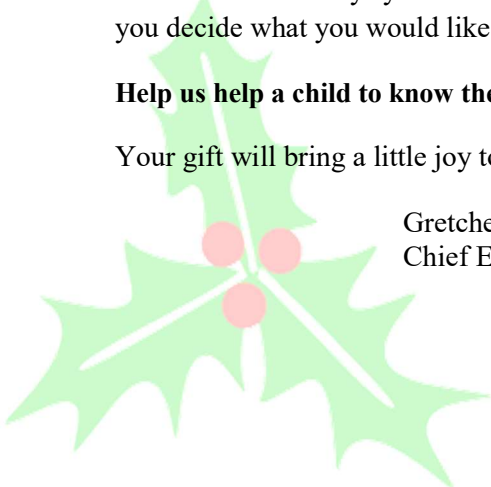 you decide what you would like
Help us help a child to know the
Your gift will bring a little joy
Gretche
Chief E